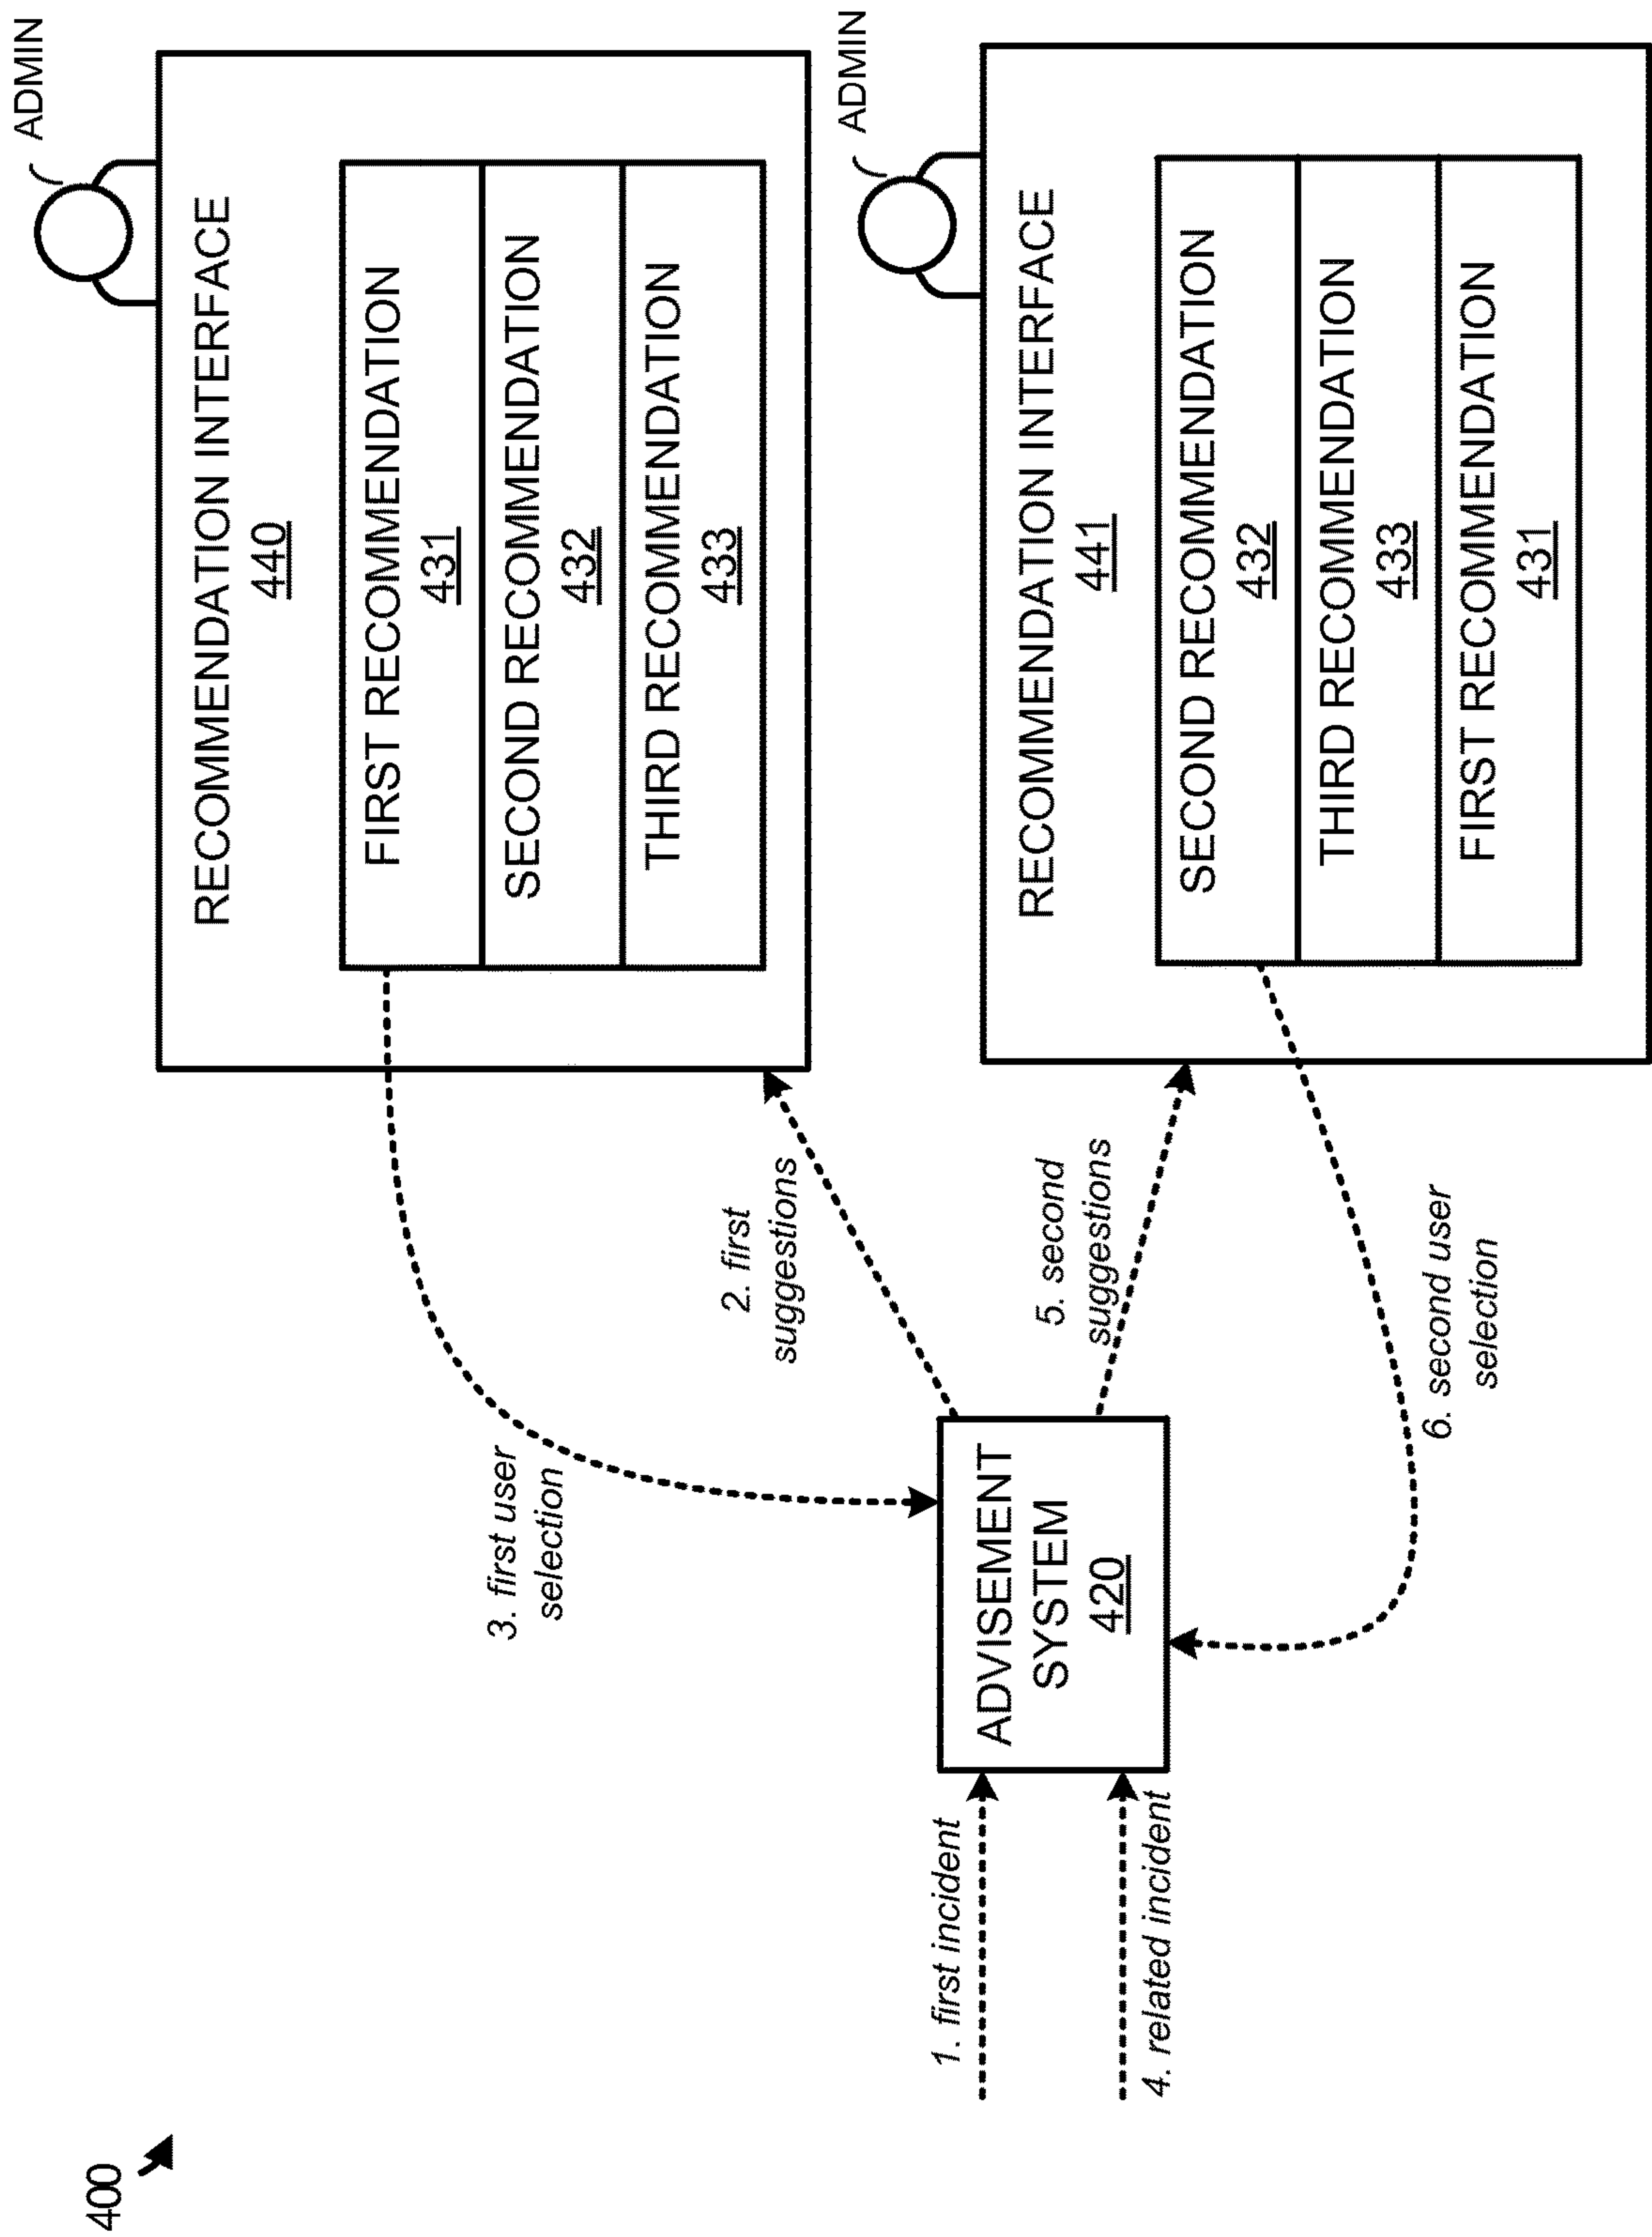 400
1. first incident
4. related incident
ADVISEMENT
SYSTEM
420
3. first user
selection
2. first
suggestions
5. second
suggestions
6. second user
selection
ADMIN
RECOMMENDATION INTERFACE
440
FIRST RECOMMENDATION
431
SECOND RECOMMENDATION
432
THIRD RECOMMENDATION
433
ADMIN
RECOMMENDATION INTERFACE
441
SECOND RECOMMENDATION
432
THIRD RECOMMENDATION
433
FIRST RECOMMENDATION
431